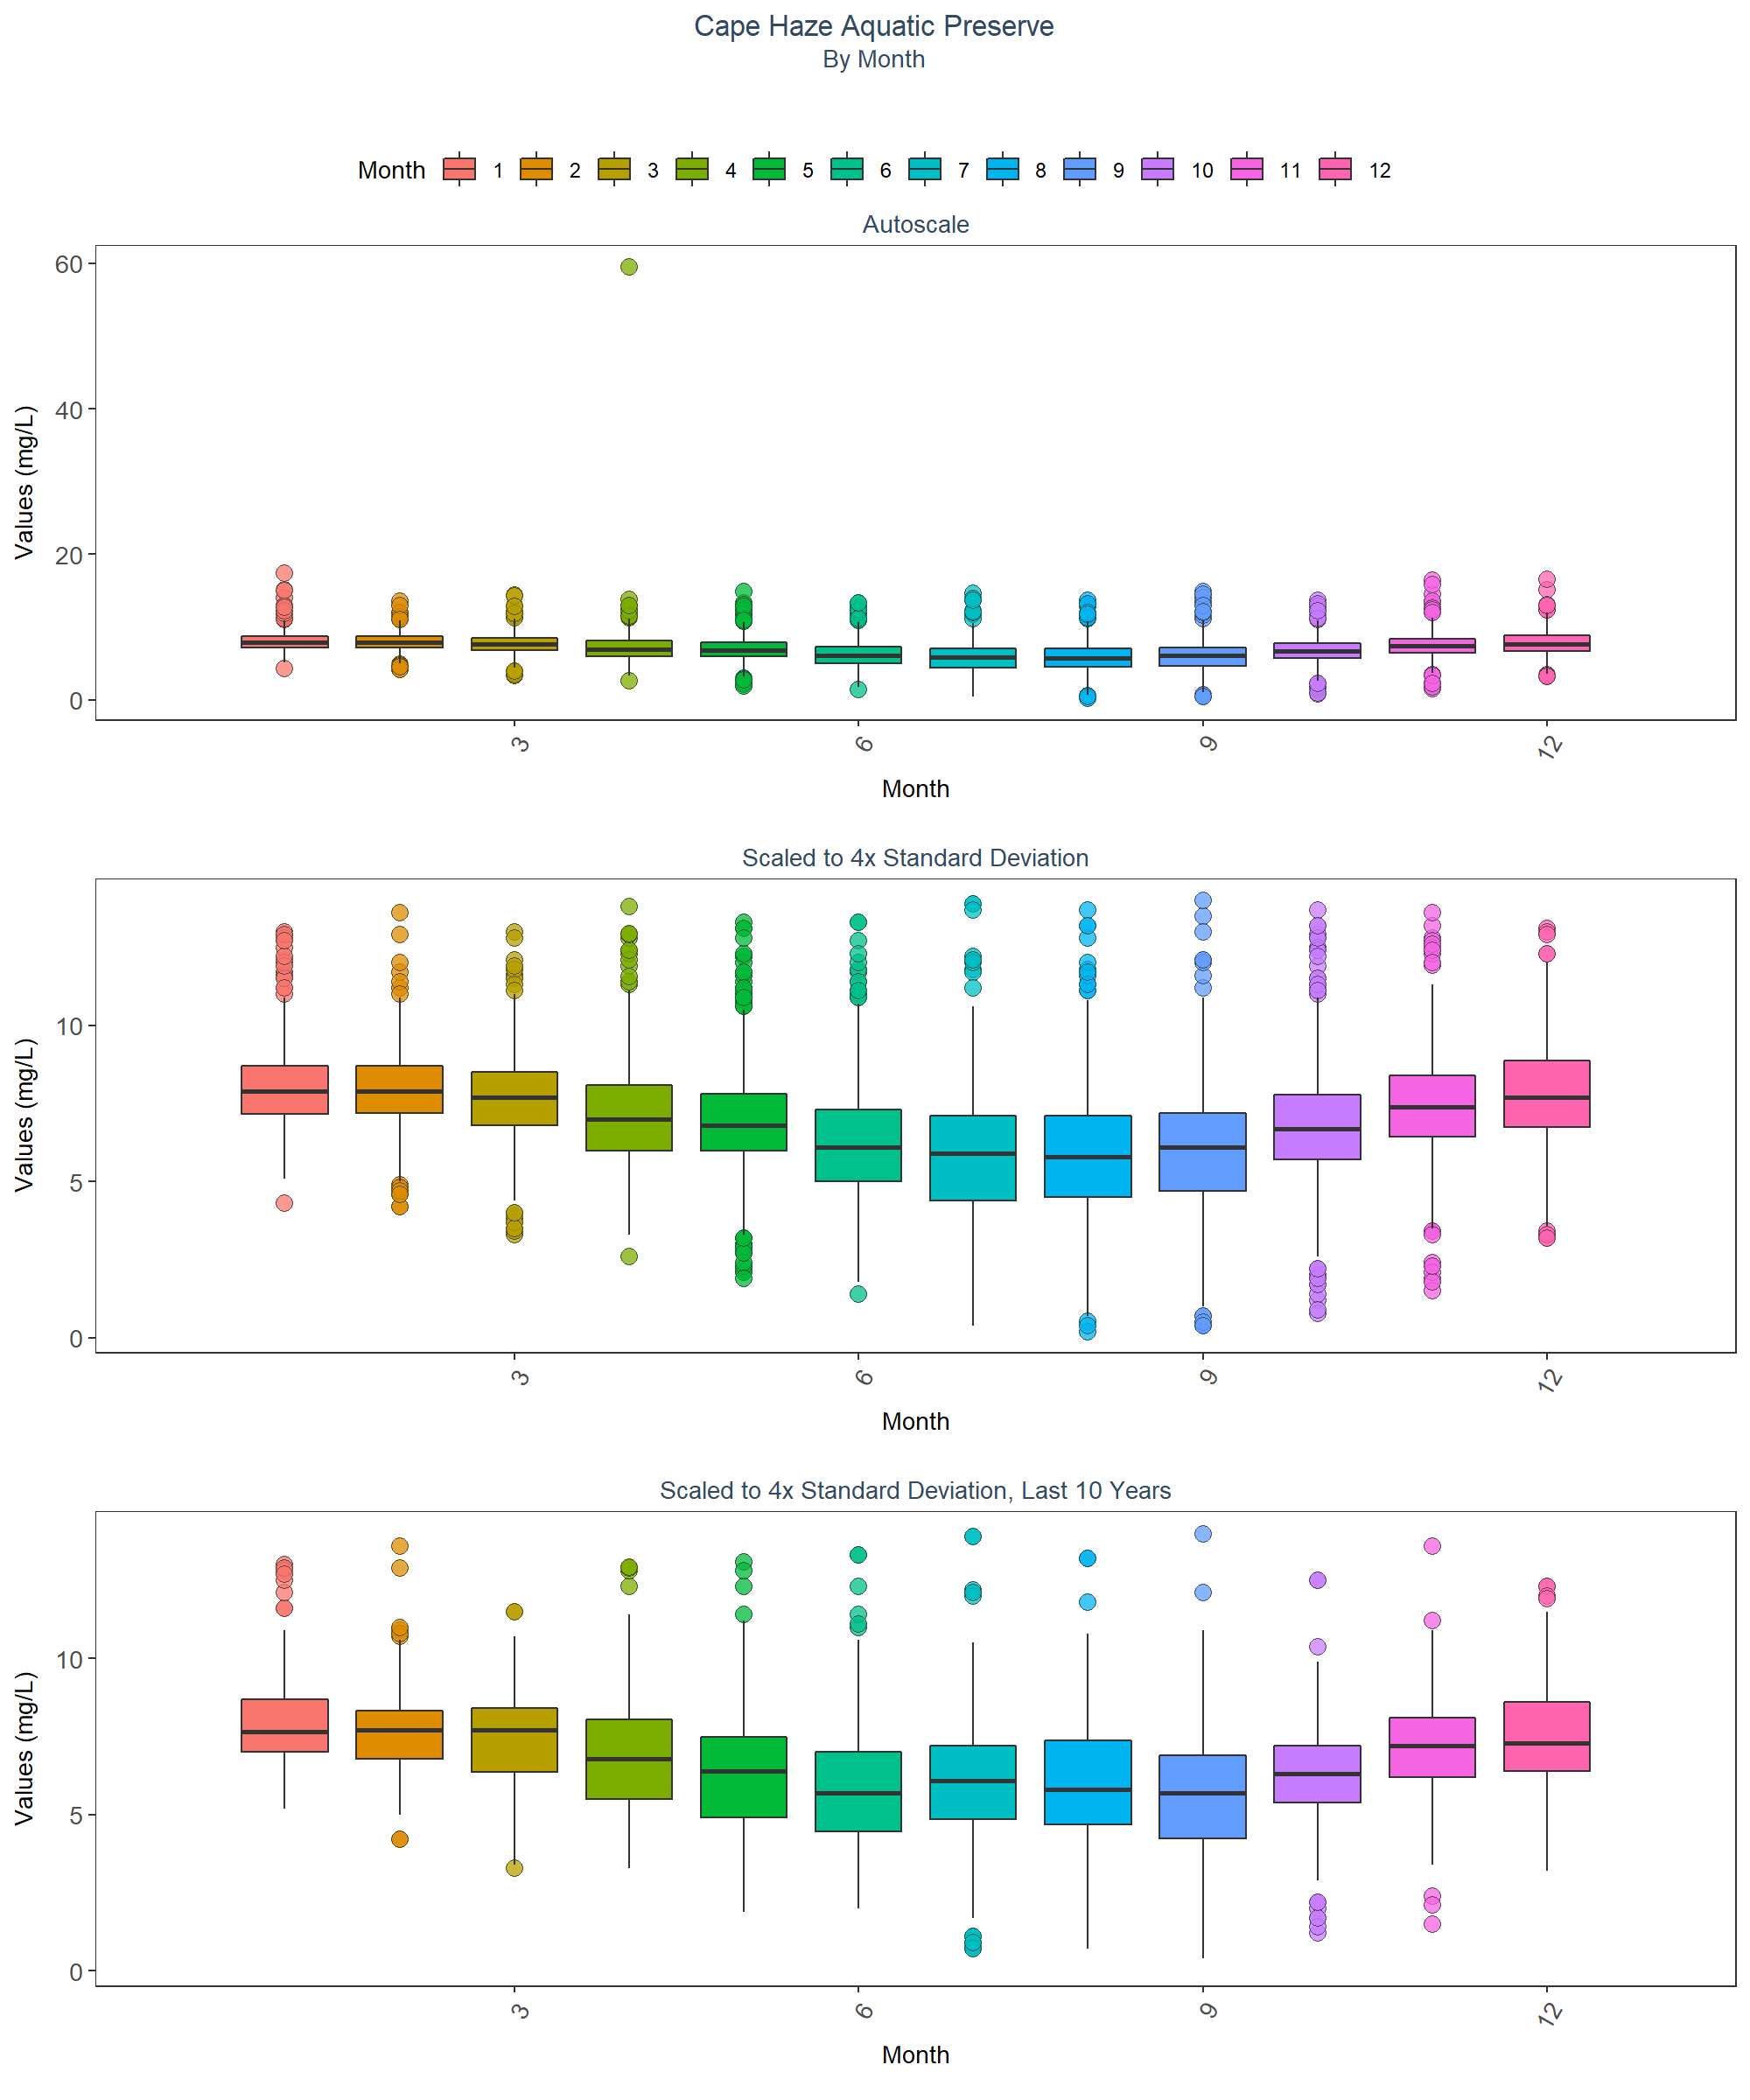 Cape Haze Aquatic Preserve
By Month
Month 1 2 3 4 5 6 7 8 9 10 11 12
Autoscale
Values (mg/L)
60
40
20
0
3 6 9 12
Month
Scaled to 4x Standard Deviation
Values (mg/L)
10
5
0
3 6 9 12
Month
Scaled to 4x Standard Deviation, Last 10 Years
Values (mg/L)
10
5
0
3 6 9 12
Month